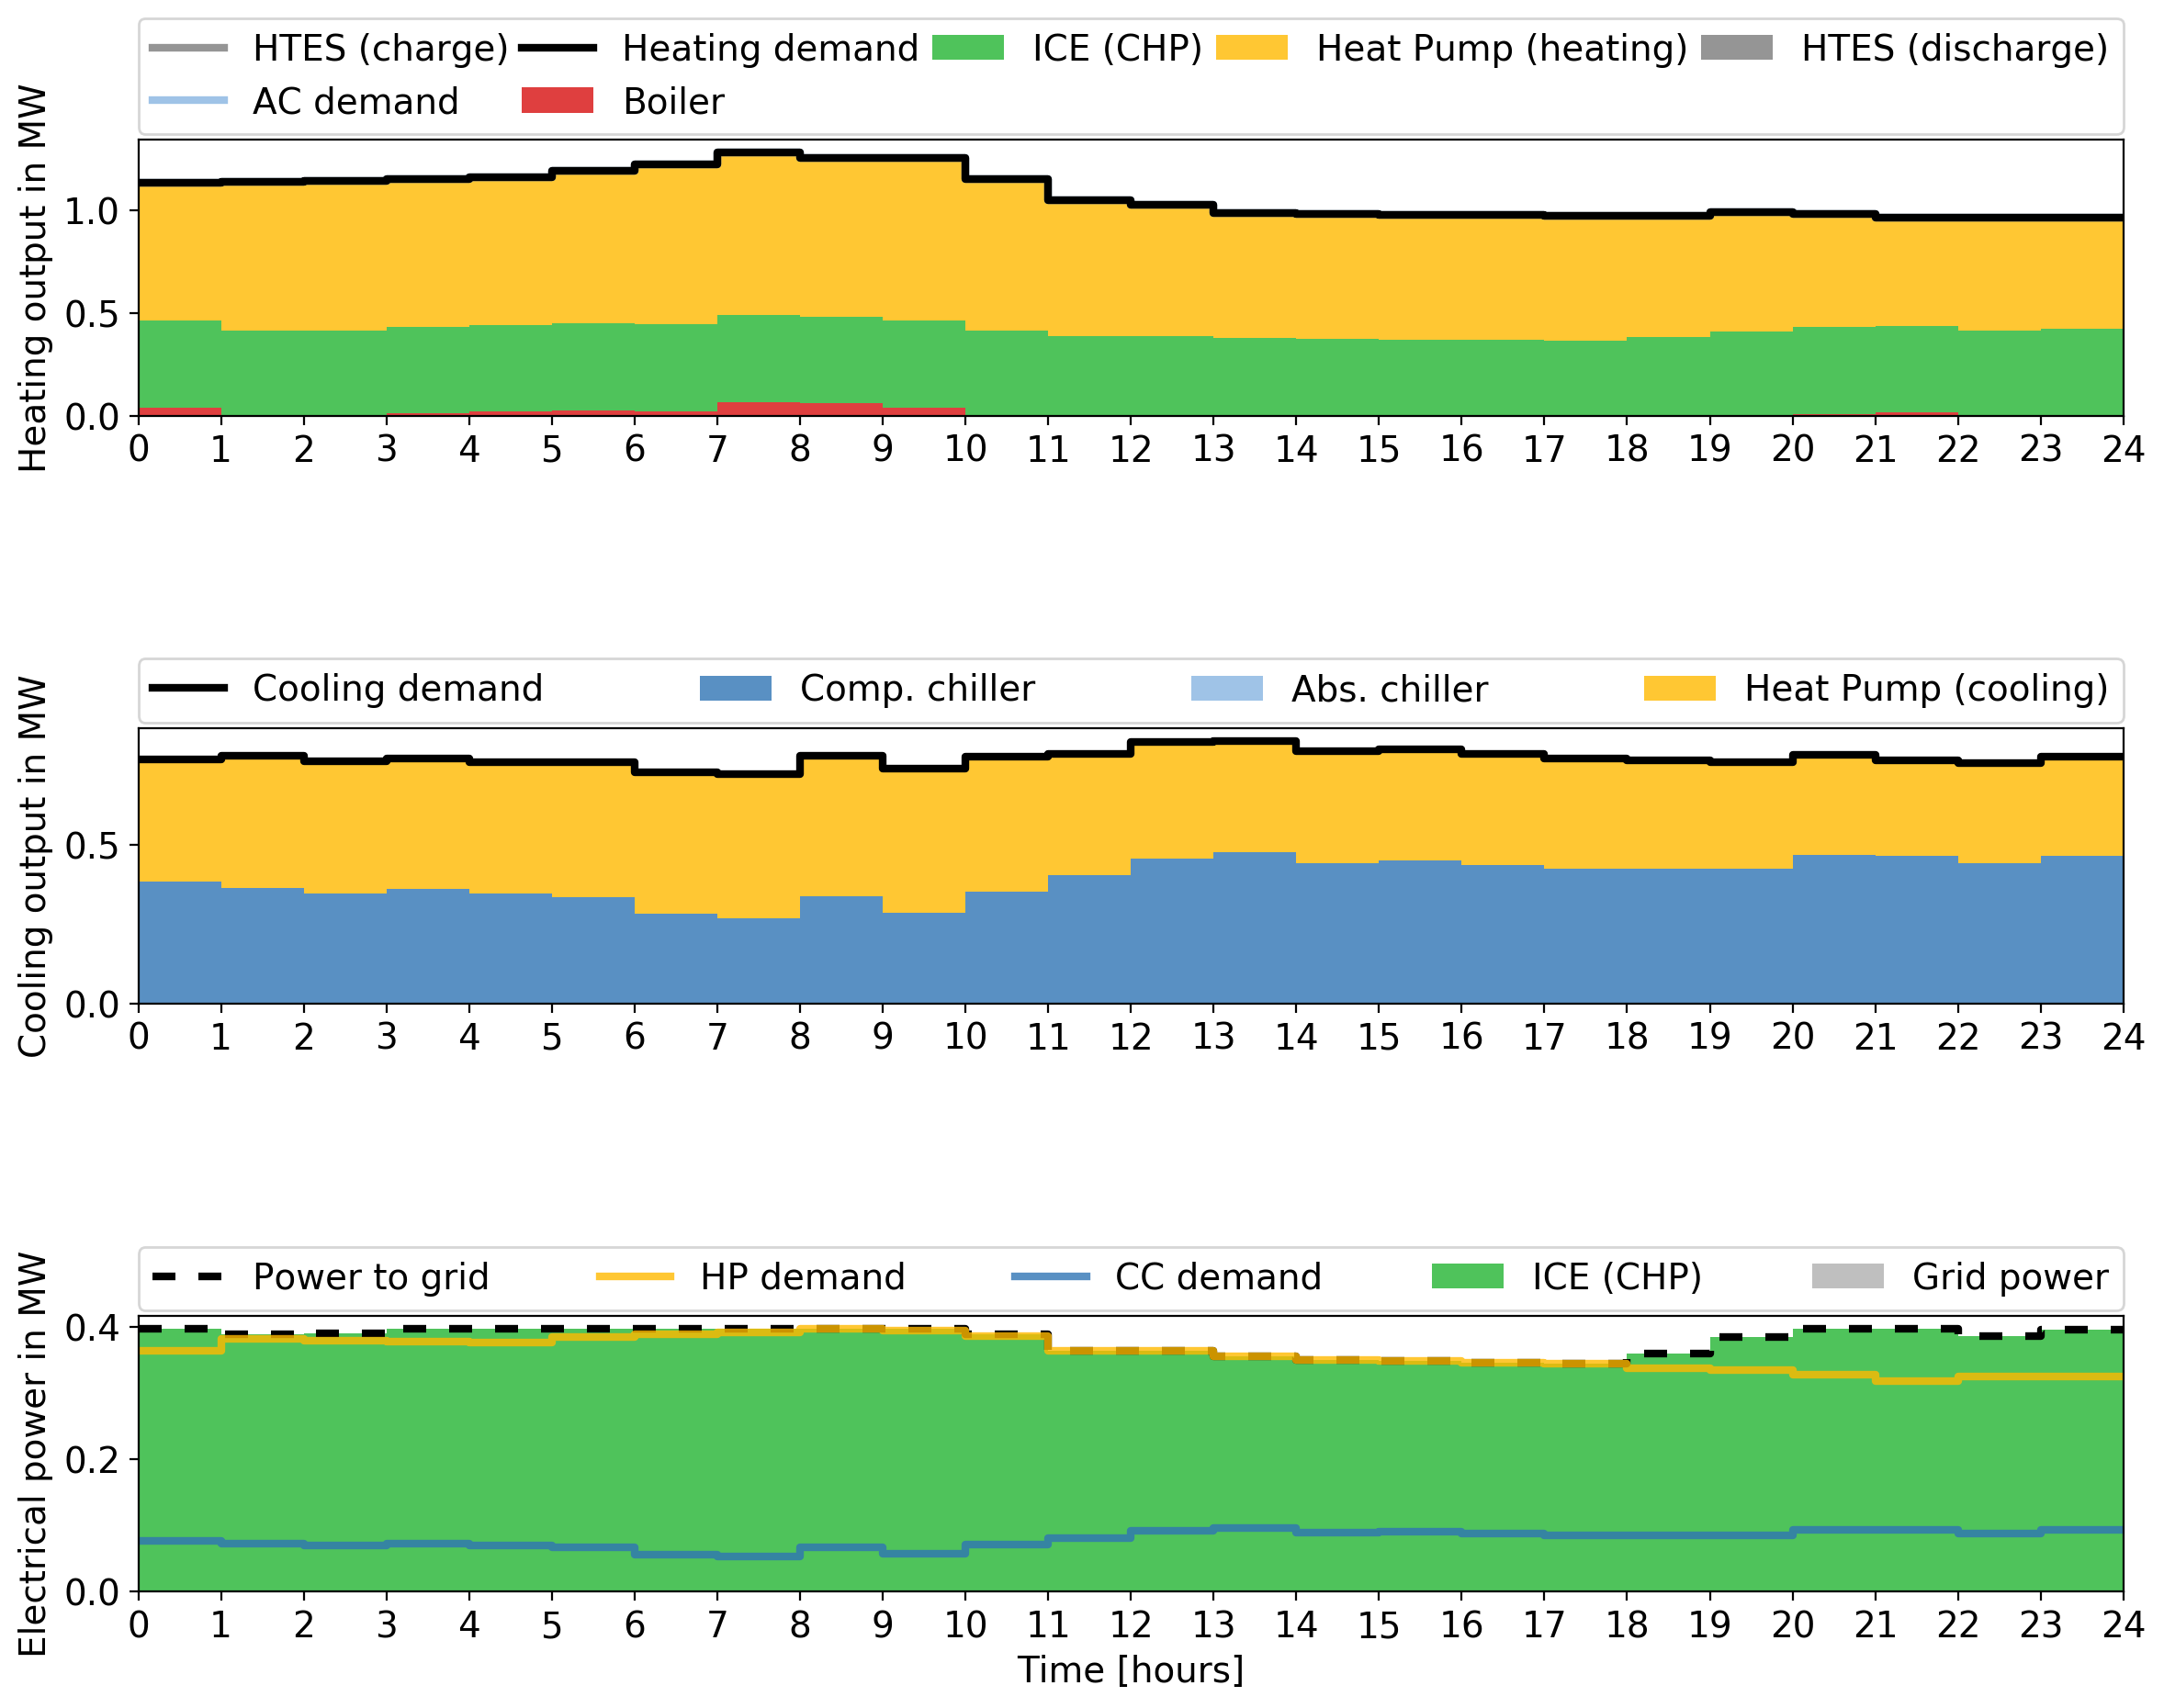 HTES (charge) Heating demand ICE (CHP) Heat Pump (heating) HTES (discharge)
AC demand Boiler
Heating output in MW
1.0
0.5
0.0
0 1 2 3 4 5 6 7 8 9 10 11 12 13 14 15 16 17 18 19 20 21 22 23 24
Cooling demand Comp. chiller Abs. chiller Heat Pump (cooling)
Cooling output in MW
0.5
0.0
0 1 2 3 4 5 6 7 8 9 10 11 12 13 14 15 16 17 18 19 20 21 22 23 24
Power to grid HP demand CC demand ICE (CHP) Grid power
Electrical power in MW
0.4
0.2
0.0
0 1 2 3 4 5 6 7 8 9 10 11 12 13 14 15 16 17 18 19 20 21 22 23 24
Time [hours]